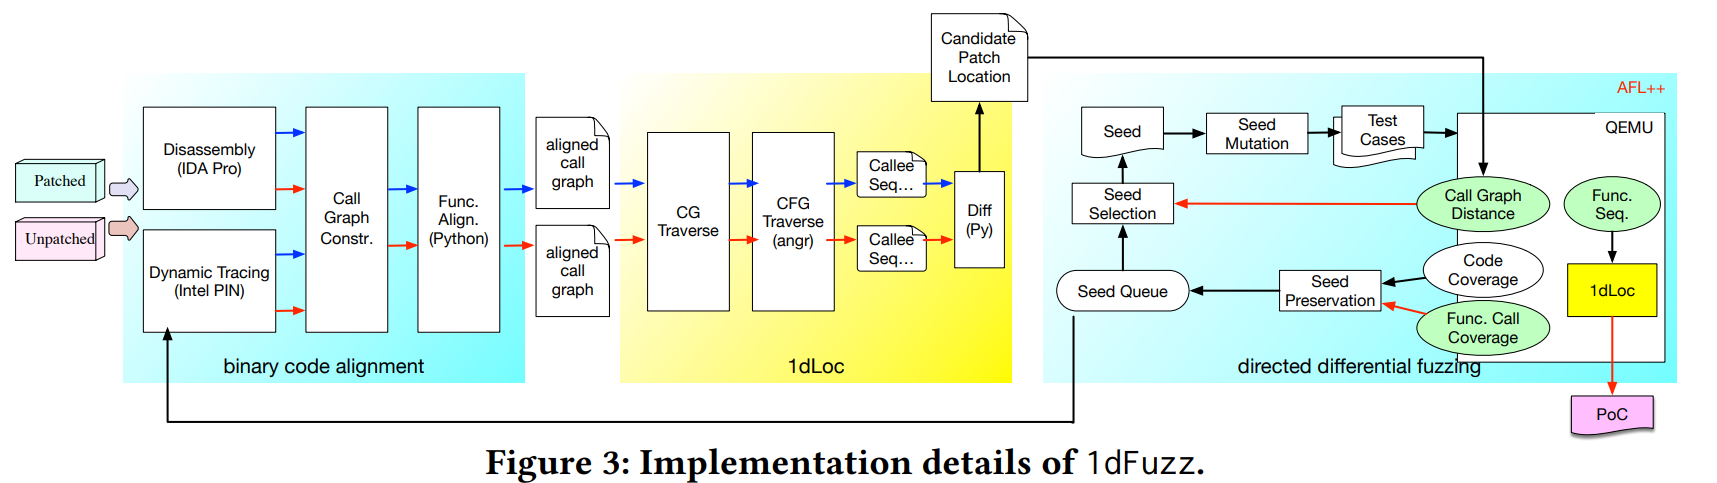 Patched
Unpatched
Disassembly
(IDA Pro)
Dynamic Tracing
(Intel PIN)
Call
Graph
Constr.
Func.
Align.
(Python)
binary code alignment
aligned
call
graph
aligned
call
graph
CG
Traverse
CFG
Traverse
(angr)
Callee
Seq...
Callee
Seq...
Diff
(Py)
1dLoc
Candidate
Patch
Location
AFL++
QEMU
Seed
Seed
Mutation
Test
Cases
Seed
Selection
Call Graph
Distance
Func.
Seq.
Seed Queue
Seed
Preservation
Code
Coverage
Func. Call
Coverage
1dLoc
directed differential fuzzing
PoC
Figure 3: Implementation details of 1dFuzz.